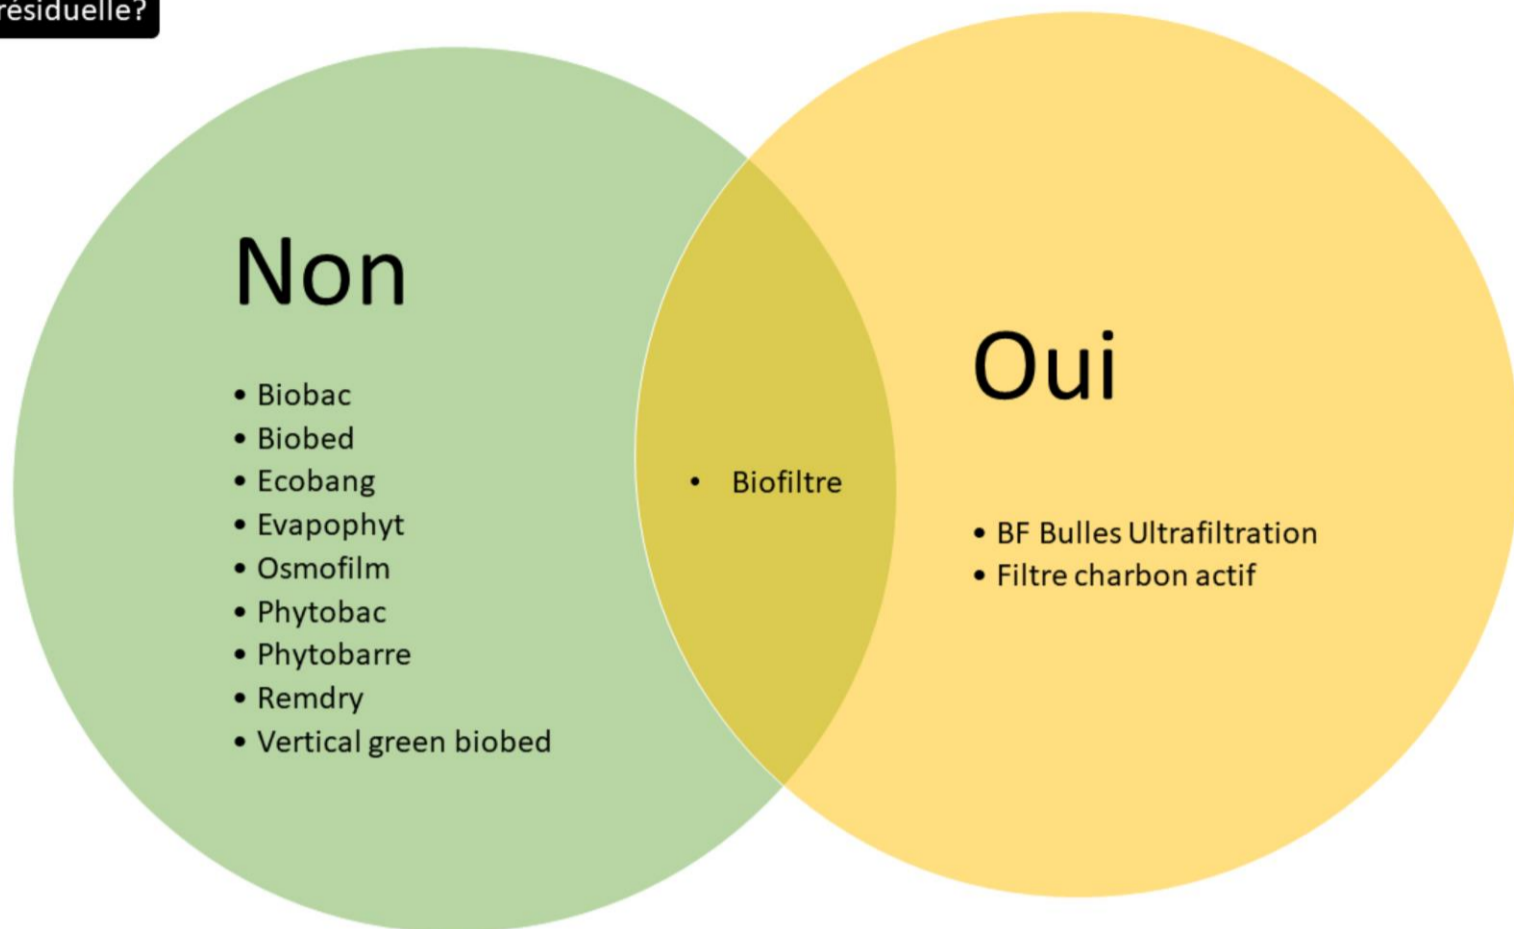 résiduelle?
Non
• Biobac
• Biobed
• Ecobang
• Evapophyt
• Osmofilm
• Phytobac
• Phytobarre
• Remdry
• Vertical green biobed
• Biofiltre
Oui
• BF Bulles Ultrafiltration
• Filtre charbon actif